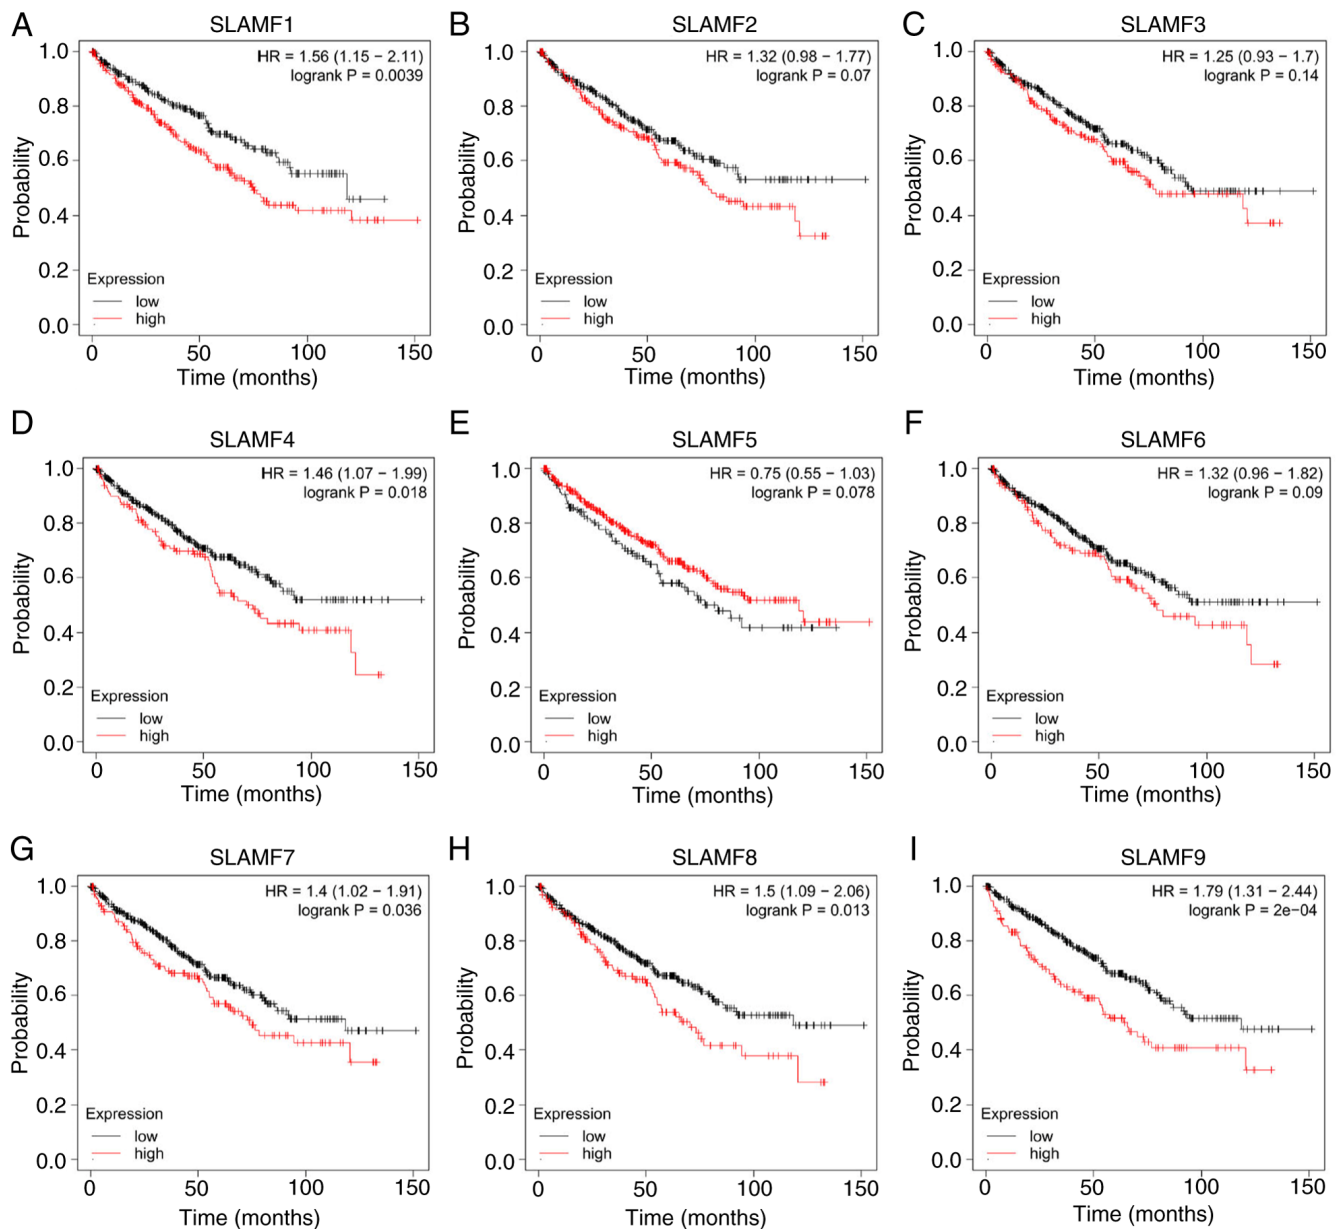 A
SLAMF1
HR = 1.56 (1.15 − 2.11)
logrank P = 0.0039
Probability
1.0
0.8
0.6
0.4
0.2
0.0
Expression
low
high
0 50 100 150
Time (months)
B
SLAMF2
HR = 1.32 (0.98 − 1.77)
logrank P = 0.07
Probability
1.0
0.8
0.6
0.4
0.2
0.0
Expression
low
high
0 50 100 150
Time (months)
C
SLAMF3
HR = 1.25 (0.93 − 1.7)
logrank P = 0.14
Probability
1.0
0.8
0.6
0.4
0.2
0.0
Expression
low
high
0 50 100 150
Time (months)
D
SLAMF4
HR = 1.46 (1.07 − 1.99)
logrank P = 0.018
Probability
1.0
0.8
0.6
0.4
0.2
0.0
Expression
low
high
0 50 100 150
Time (months)
E
SLAMF5
HR = 0.75 (0.55 − 1.03)
logrank P = 0.078
Probability
1.0
0.8
0.6
0.4
0.2
0.0
Expression
low
high
0 50 100 150
Time (months)
F
SLAMF6
HR = 1.32 (0.96 − 1.82)
logrank P = 0.09
Probability
1.0
0.8
0.6
0.4
0.2
0.0
Expression
low
high
0 50 100 150
Time (months)
G
SLAMF7
HR = 1.4 (1.02 − 1.91)
logrank P = 0.036
Probability
1.0
0.8
0.6
0.4
0.2
0.0
Expression
low
high
0 50 100 150
Time (months)
H
SLAMF8
HR = 1.5 (1.09 − 2.06)
logrank P = 0.013
Probability
1.0
0.8
0.6
0.4
0.2
0.0
Expression
low
high
0 50 100 150
Time (months)
I
SLAMF9
HR = 1.79 (1.31 − 2.44)
logrank P = 2e−04
Probability
1.0
0.8
0.6
0.4
0.2
0.0
Expression
low
high
0 50 100 150
Time (months)